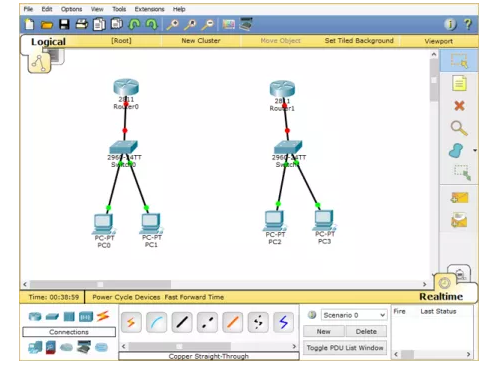 File Edit Options View Tools Extensions Help
Logical [Root] New Cluster Move Object Set Tiled Background Viewport
2811
Router0
2811
Router1
2960-24TT
Switch0
2960-24TT
PC-PT
PC0
PC-PT
PC1
PC-PT
PC2
PC-PT
PC3
Time: 00:38:59 Power Cycle Devices Fast Forward Time Realtime
Connections
Copper Straight-Through
Scenario 0
New Delete
Toggle PDU List Window
Fire Last Status